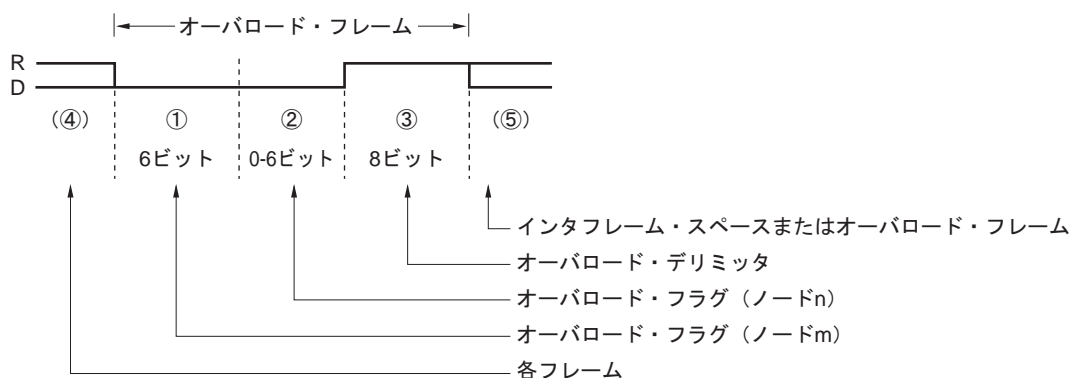 オーバロード・フレーム
R
D
(④) ① ② ③ (⑤)
6ビット 0-6ビット 8ビット
インタフレーム・スペースまたはオーバロード・フレーム
オーバロード・デリミッタ
オーバロード・フラグ（ノードn）
オーバロード・フラグ（ノードm）
各フレーム